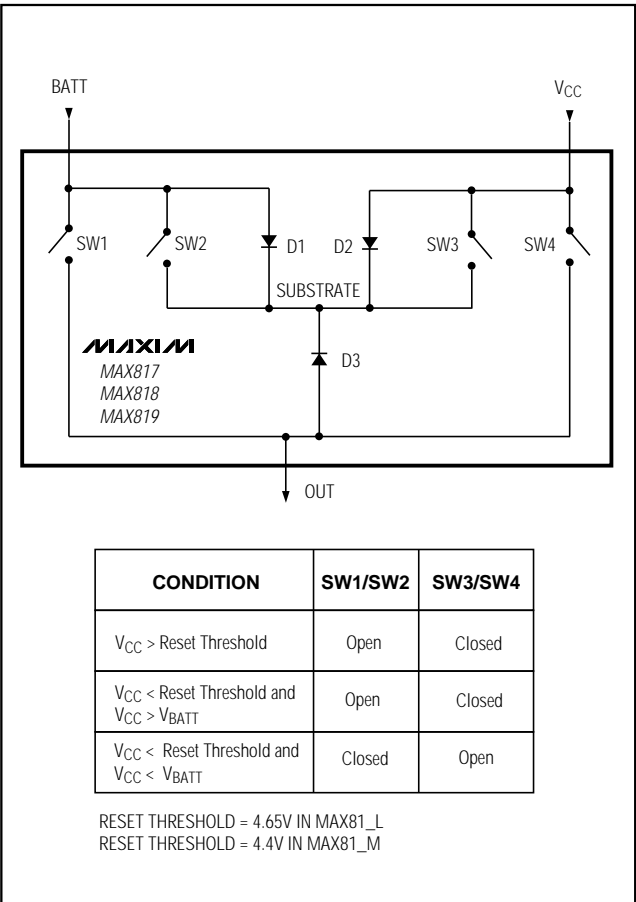 BATT
VCC
SW1
SW2
D1
D2
SW3
SW4
SUBSTRATE
MAXIM
MAX817
MAX818
MAX819
D3
OUT
CONDITION SW1/SW2 SW3/SW4
VCC > Reset Threshold Open Closed
VCC < Reset Threshold and
VCC > VBATT Open Closed
VCC < Reset Threshold and
VCC < VBATT Closed Open
RESET THRESHOLD = 4.65V IN MAX81_L
RESET THRESHOLD = 4.4V IN MAX81_M